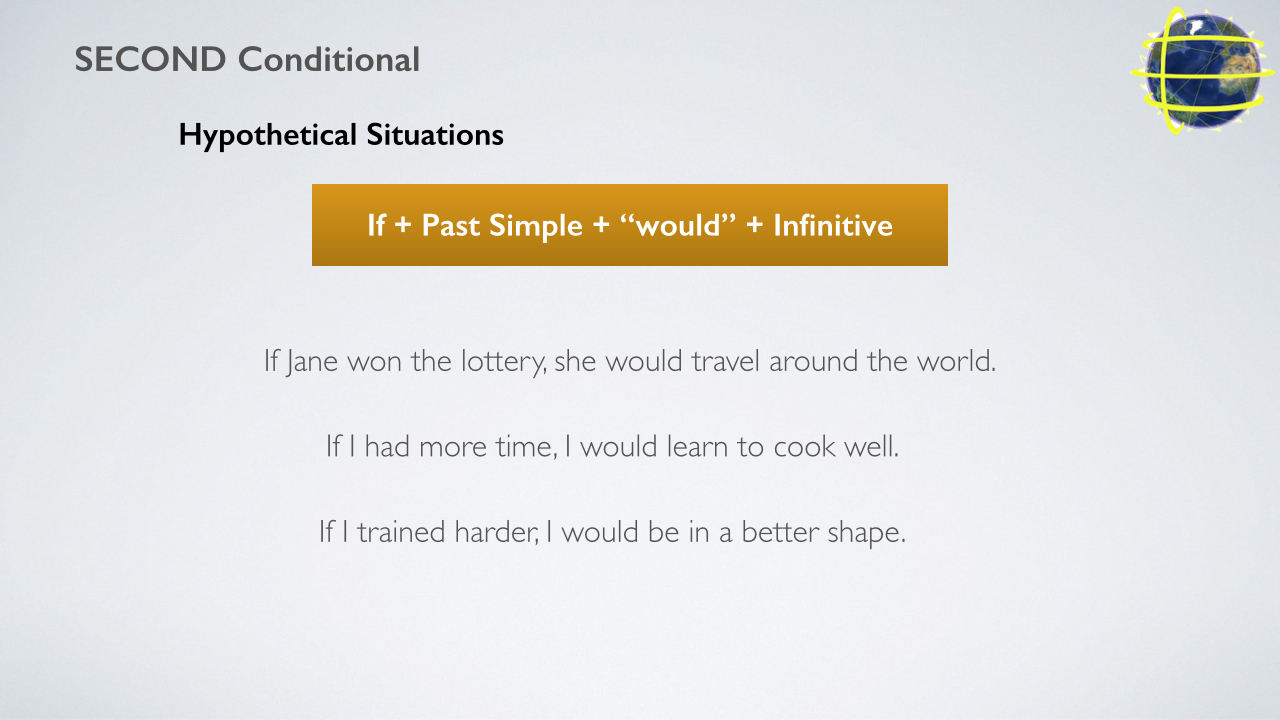 SECOND Conditional
Hypothetical Situations
If + Past Simple + “would” + Infinitive
If Jane won the lottery, she would travel around the world.
If I had more time, I would learn to cook well.
If I trained harder, I would be in a better shape.